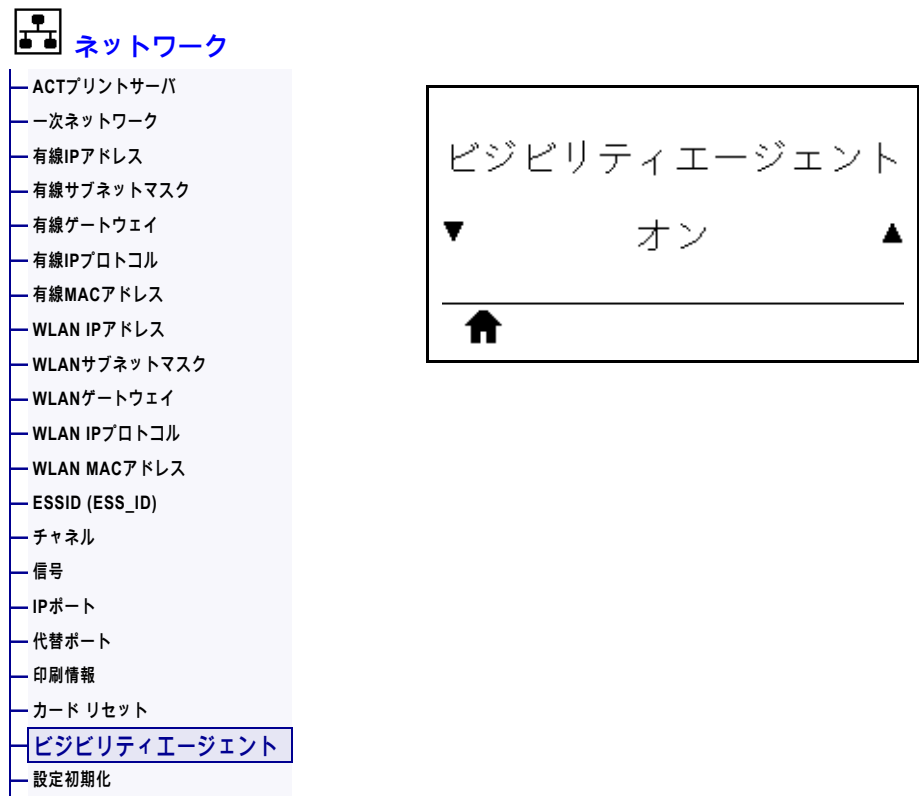 ネットワーク
ACTプリントサーバ
一次ネットワーク
有線IPアドレス
有線サブネットマスク
有線ゲートウェイ
有線IPプロトコル
有線MACアドレス
WLAN IPアドレス
WLANサブネットマスク
WLANゲートウェイ
WLAN IPプロトコル
WLAN MACアドレス
ESSID (ESS_ID)
チャネル
信号
IPポート
代替ポート
印刷情報
カード リセット
ビジビリティエージェント
設定初期化
ビジビリティエージェント
オン